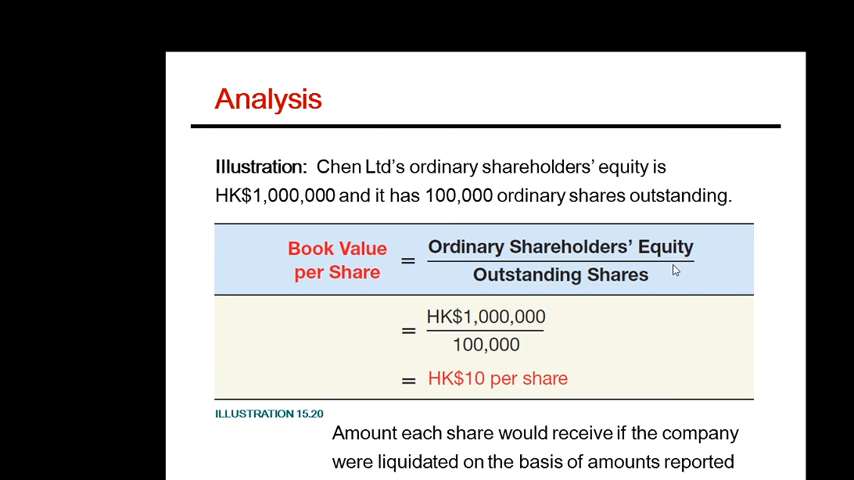 Analysis
Illustration: Chen Ltd's ordinary shareholders' equity is
HK$1,000,000 and it has 100,000 ordinary shares outstanding.
Book Value
per Share
=
Ordinary Shareholders' Equity
Outstanding Shares
=
HK$1,000,000
100,000
= HK$10 per share
ILLUSTRATION 15.20
Amount each share would receive if the company
were liquidated on the basis of amounts reported